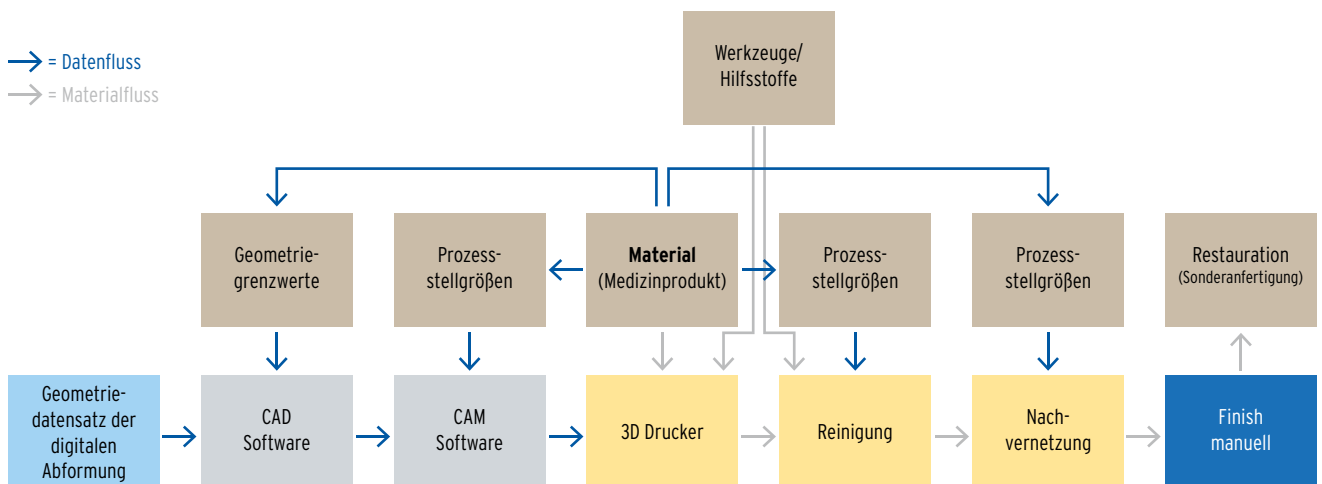 = Datenfluss
= Materialfluss
Werkzeuge/
Hilfsstoffe
Geometrie-
grenzwerte
Prozess-
stellgrößen
Material
(Medizinprodukt)
Prozess-
stellgrößen
Prozess-
stellgrößen
Restauration
(Sonderanfertigung)
Geometrie-
datensatz der
digitalen
Abformung
CAD
Software
CAM
Software
3D Drucker
Reinigung
Nach-
vernetzung
Finish
manuell